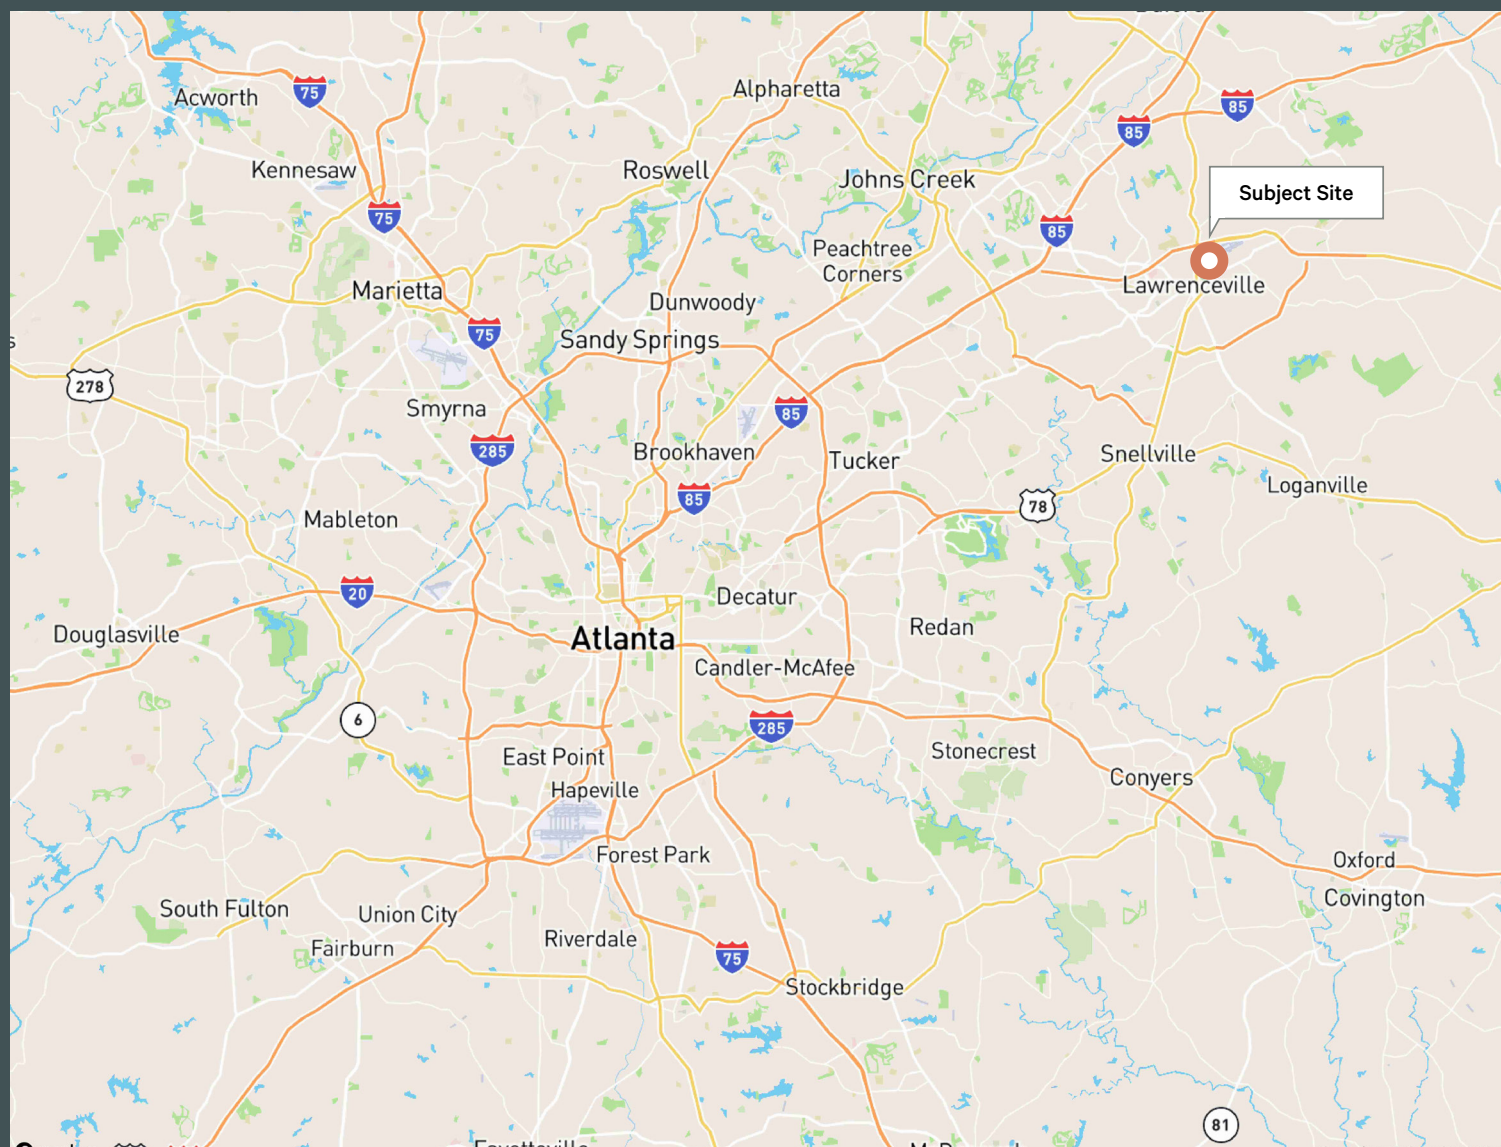 Acworth
75
Alpharetta
85
85
Kennesaw
Roswell
Johns Creek
Subject Site
75
85
Peachtree
Corners
Marietta
Dunwoody
Lawrenceville
75
Sandy Springs
278
Smyrna
85
285
Brookhaven
Tucker
Snellville
85
Loganville
78
Mableton
20
Decatur
Douglasville
Atlanta
Redan
Candler-McAfee
6
285
East Point
Stonecrest
Hapeville
Conyers
Forest Park
Oxford
Covington
South Fulton
Union City
Fairburn
Riverdale
75
Stockbridge
81